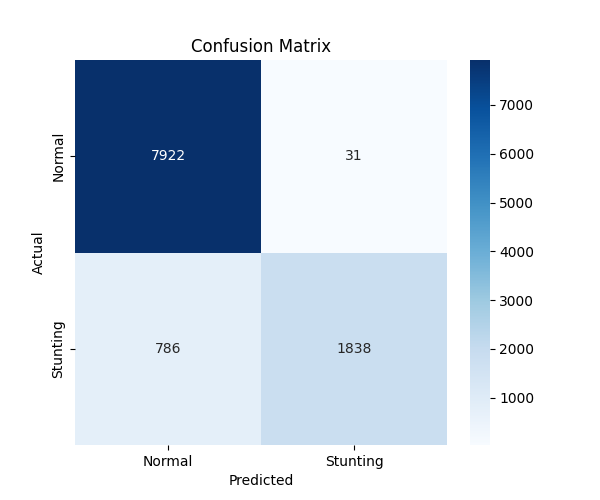 Confusion Matrix
Actual
Normal
7922
31
Stunting
786
1838
Normal
Stunting
Predicted
7000
6000
5000
4000
3000
2000
1000